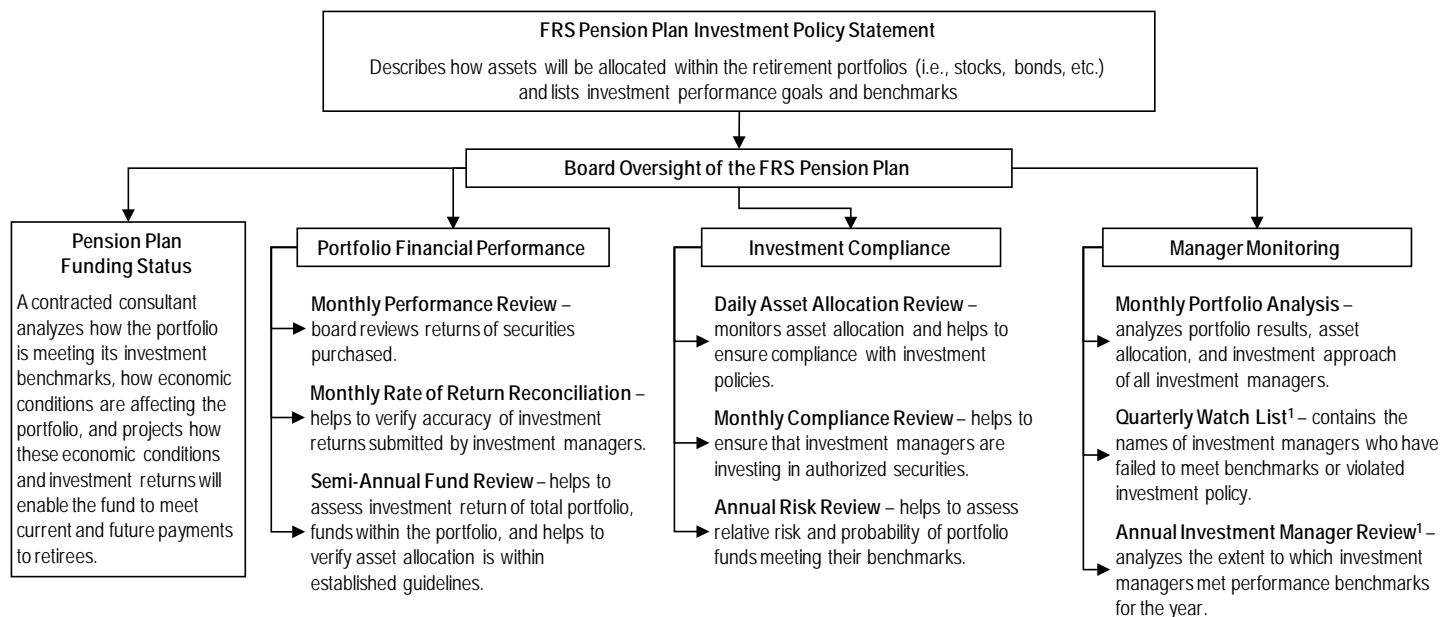 FRS Pension Plan Investment Policy Statement
Describes how assets will be allocated within the retirement portfolios (i.e., stocks, bonds, etc.)
and lists investment performance goals and benchmarks
Board Oversight of the FRS Pension Plan
Pension Plan
Funding Status
A contracted consultant
analyzes how the portfolio
is meeting its investment
benchmarks, how economic
conditions are affecting the
portfolio, and projects how
these economic conditions
and investment returns will
enable the fund to meet
current and future payments
to retirees.
Portfolio Financial Performance
Monthly Performance Review –
board reviews returns of securities
purchased.
Monthly Rate of Return Reconciliation –
helps to verify accuracy of investment
returns submitted by investment managers.
Semi-Annual Fund Review – helps to
assess investment return of total portfolio,
funds within the portfolio, and helps to
verify asset allocation is within
established guidelines.
Investment Compliance
Daily Asset Allocation Review –
monitors asset allocation and helps to
ensure compliance with investment
policies.
Monthly Compliance Review – helps to
ensure that investment managers are
investing in authorized securities.
Annual Risk Review – helps to assess
relative risk and probability of portfolio
funds meeting their benchmarks.
Manager Monitoring
Monthly Portfolio Analysis –
analyzes portfolio results, asset
allocation, and investment approach
of all investment managers.
Quarterly Watch List¹ – contains the
names of investment managers who have
failed to meet benchmarks or violated
investment policy.
Annual Investment Manager Review¹ –
analyzes the extent to which investment
managers met performance benchmarks
for the year.